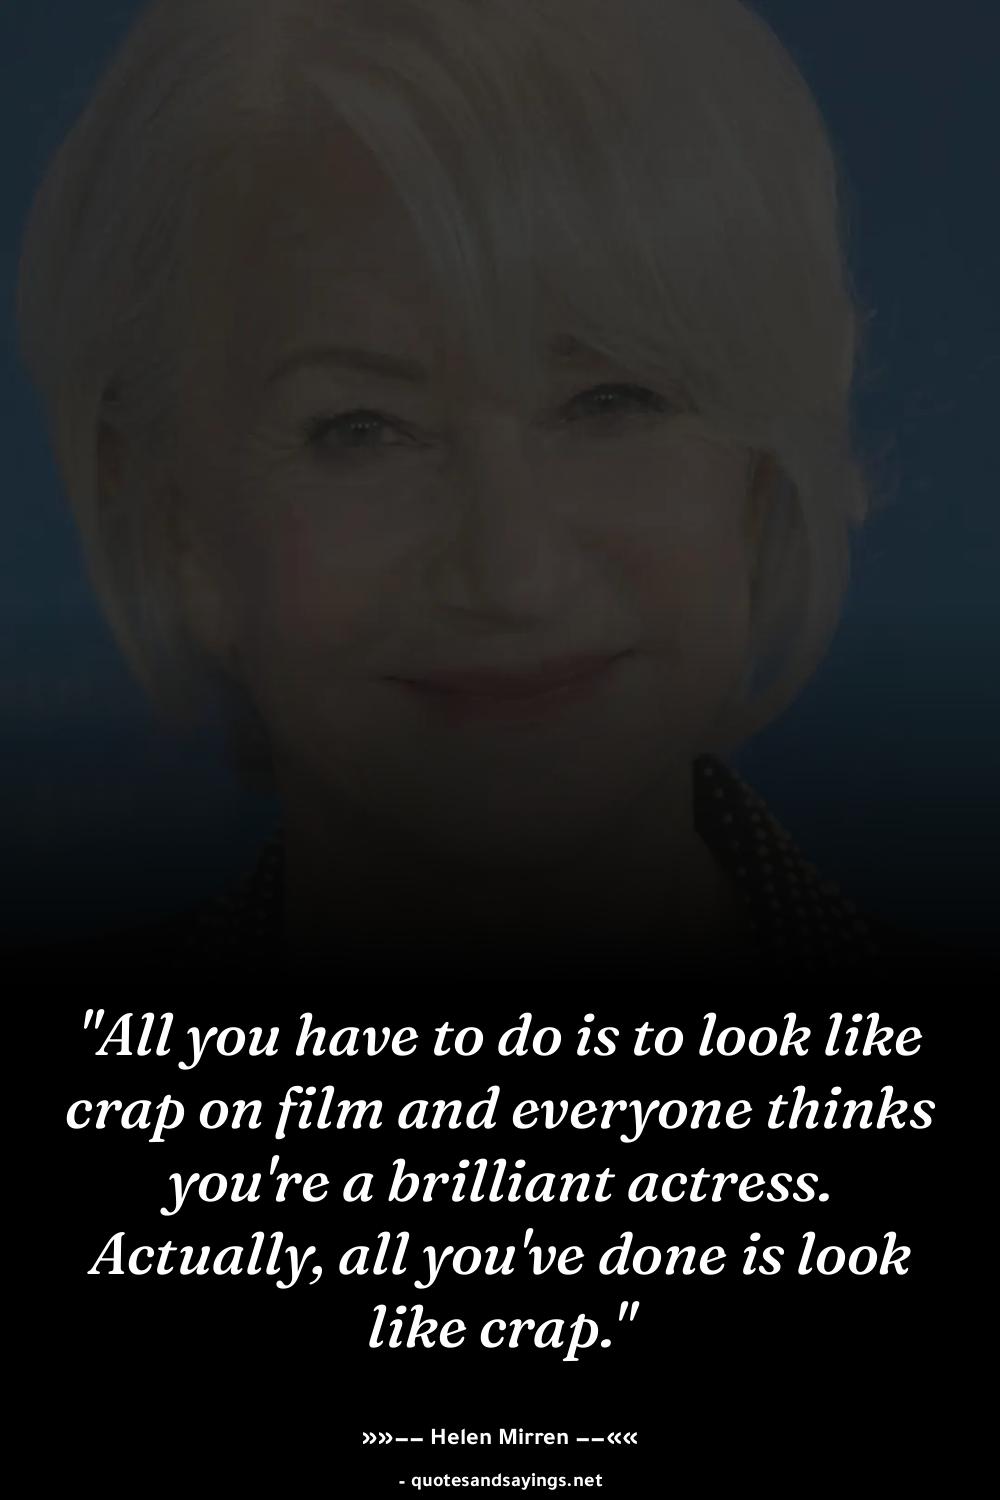 "All you have to do is to look like
crap on film and everyone thinks
you're a brilliant actress.
Actually, all you've done is look
like crap."
»»−− Helen Mirren −−««
- quotesandsayings.net